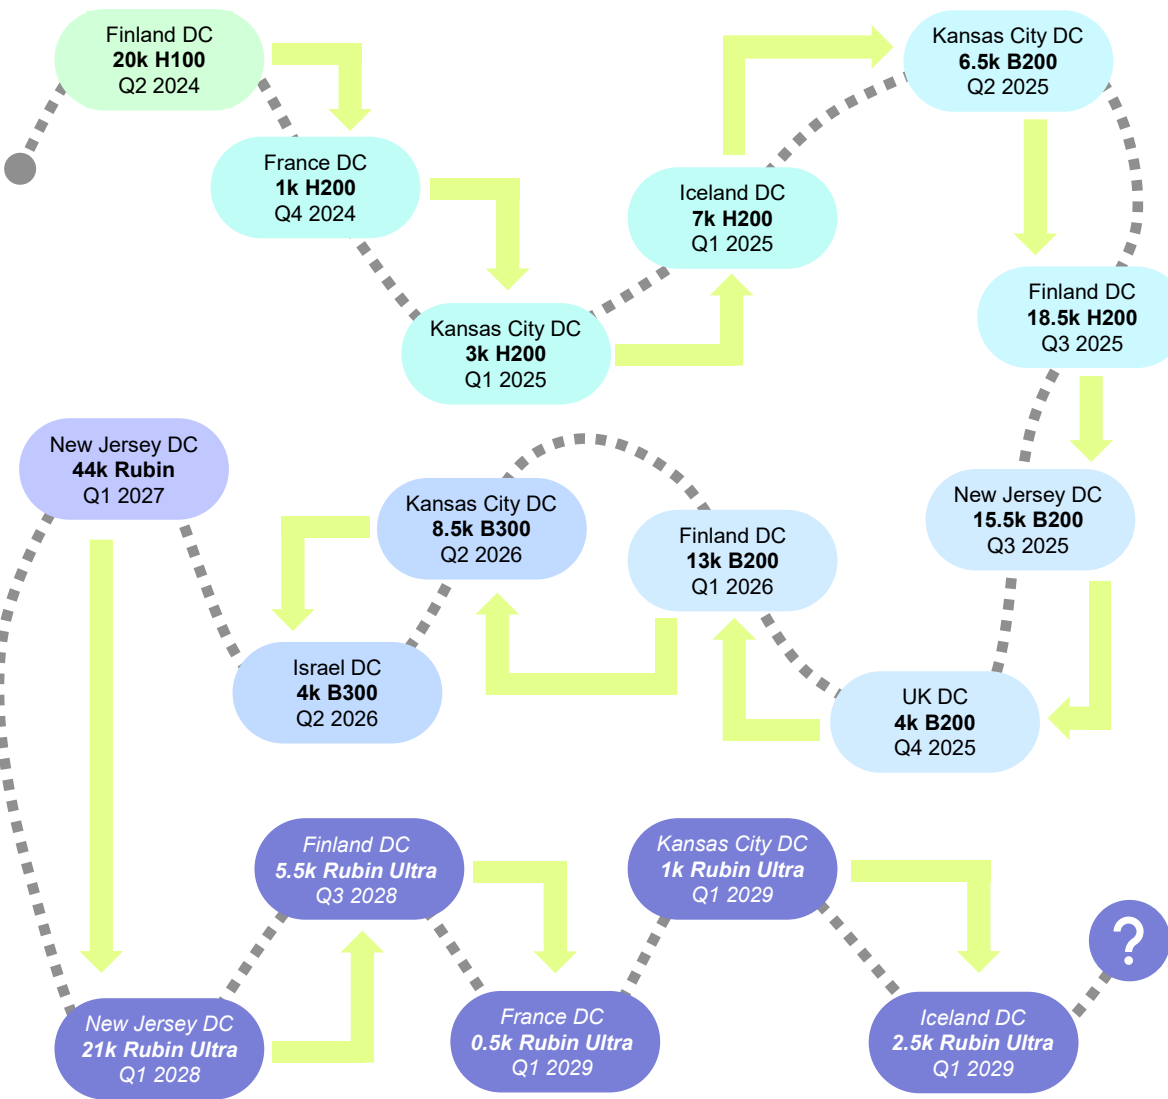 Finland DC
20k H100
Q2 2024
France DC
1k H200
Q4 2024
Kansas City DC
3k H200
Q1 2025
Iceland DC
7k H200
Q1 2025
Kansas City DC
6.5k B200
Q2 2025
Finland DC
18.5k H200
Q3 2025
New Jersey DC
15.5k B200
Q3 2025
UK DC
4k B200
Q4 2025
Finland DC
13k B200
Q1 2026
Kansas City DC
8.5k B300
Q2 2026
Israel DC
4k B300
Q2 2026
New Jersey DC
44k Rubin
Q1 2027
New Jersey DC
21k Rubin Ultra
Q1 2028
Finland DC
5.5k Rubin Ultra
Q3 2028
France DC
0.5k Rubin Ultra
Q1 2029
Kansas City DC
1k Rubin Ultra
Q1 2029
Iceland DC
2.5k Rubin Ultra
Q1 2029
?